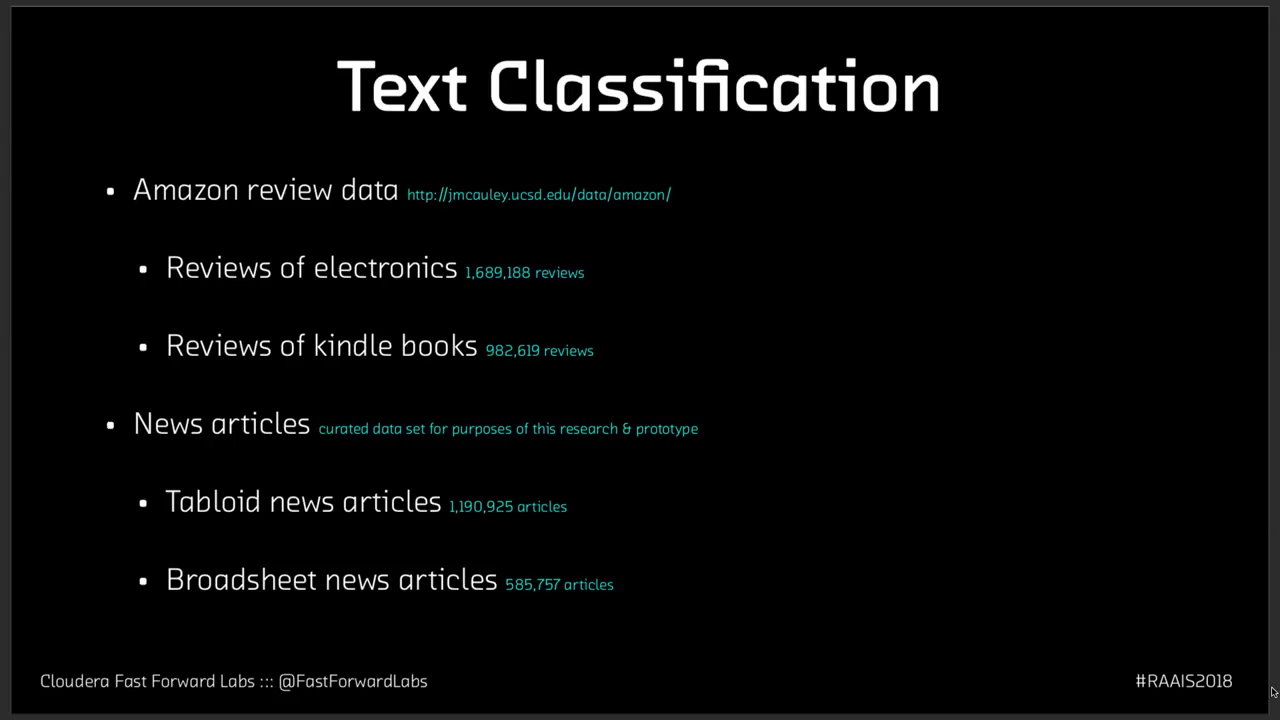 Text Classification
• Amazon review data http://jmcauley.ucsd.edu/data/amazon/
• Reviews of electronics 1,689,188 reviews
• Reviews of kindle books 982,619 reviews
• News articles curated data set for purposes of this research & prototype
• Tabloid news articles 1,190,925 articles
• Broadsheet news articles 585,757 articles
Cloudera Fast Forward Labs ::: @FastForwardLabs #RAAIS2018